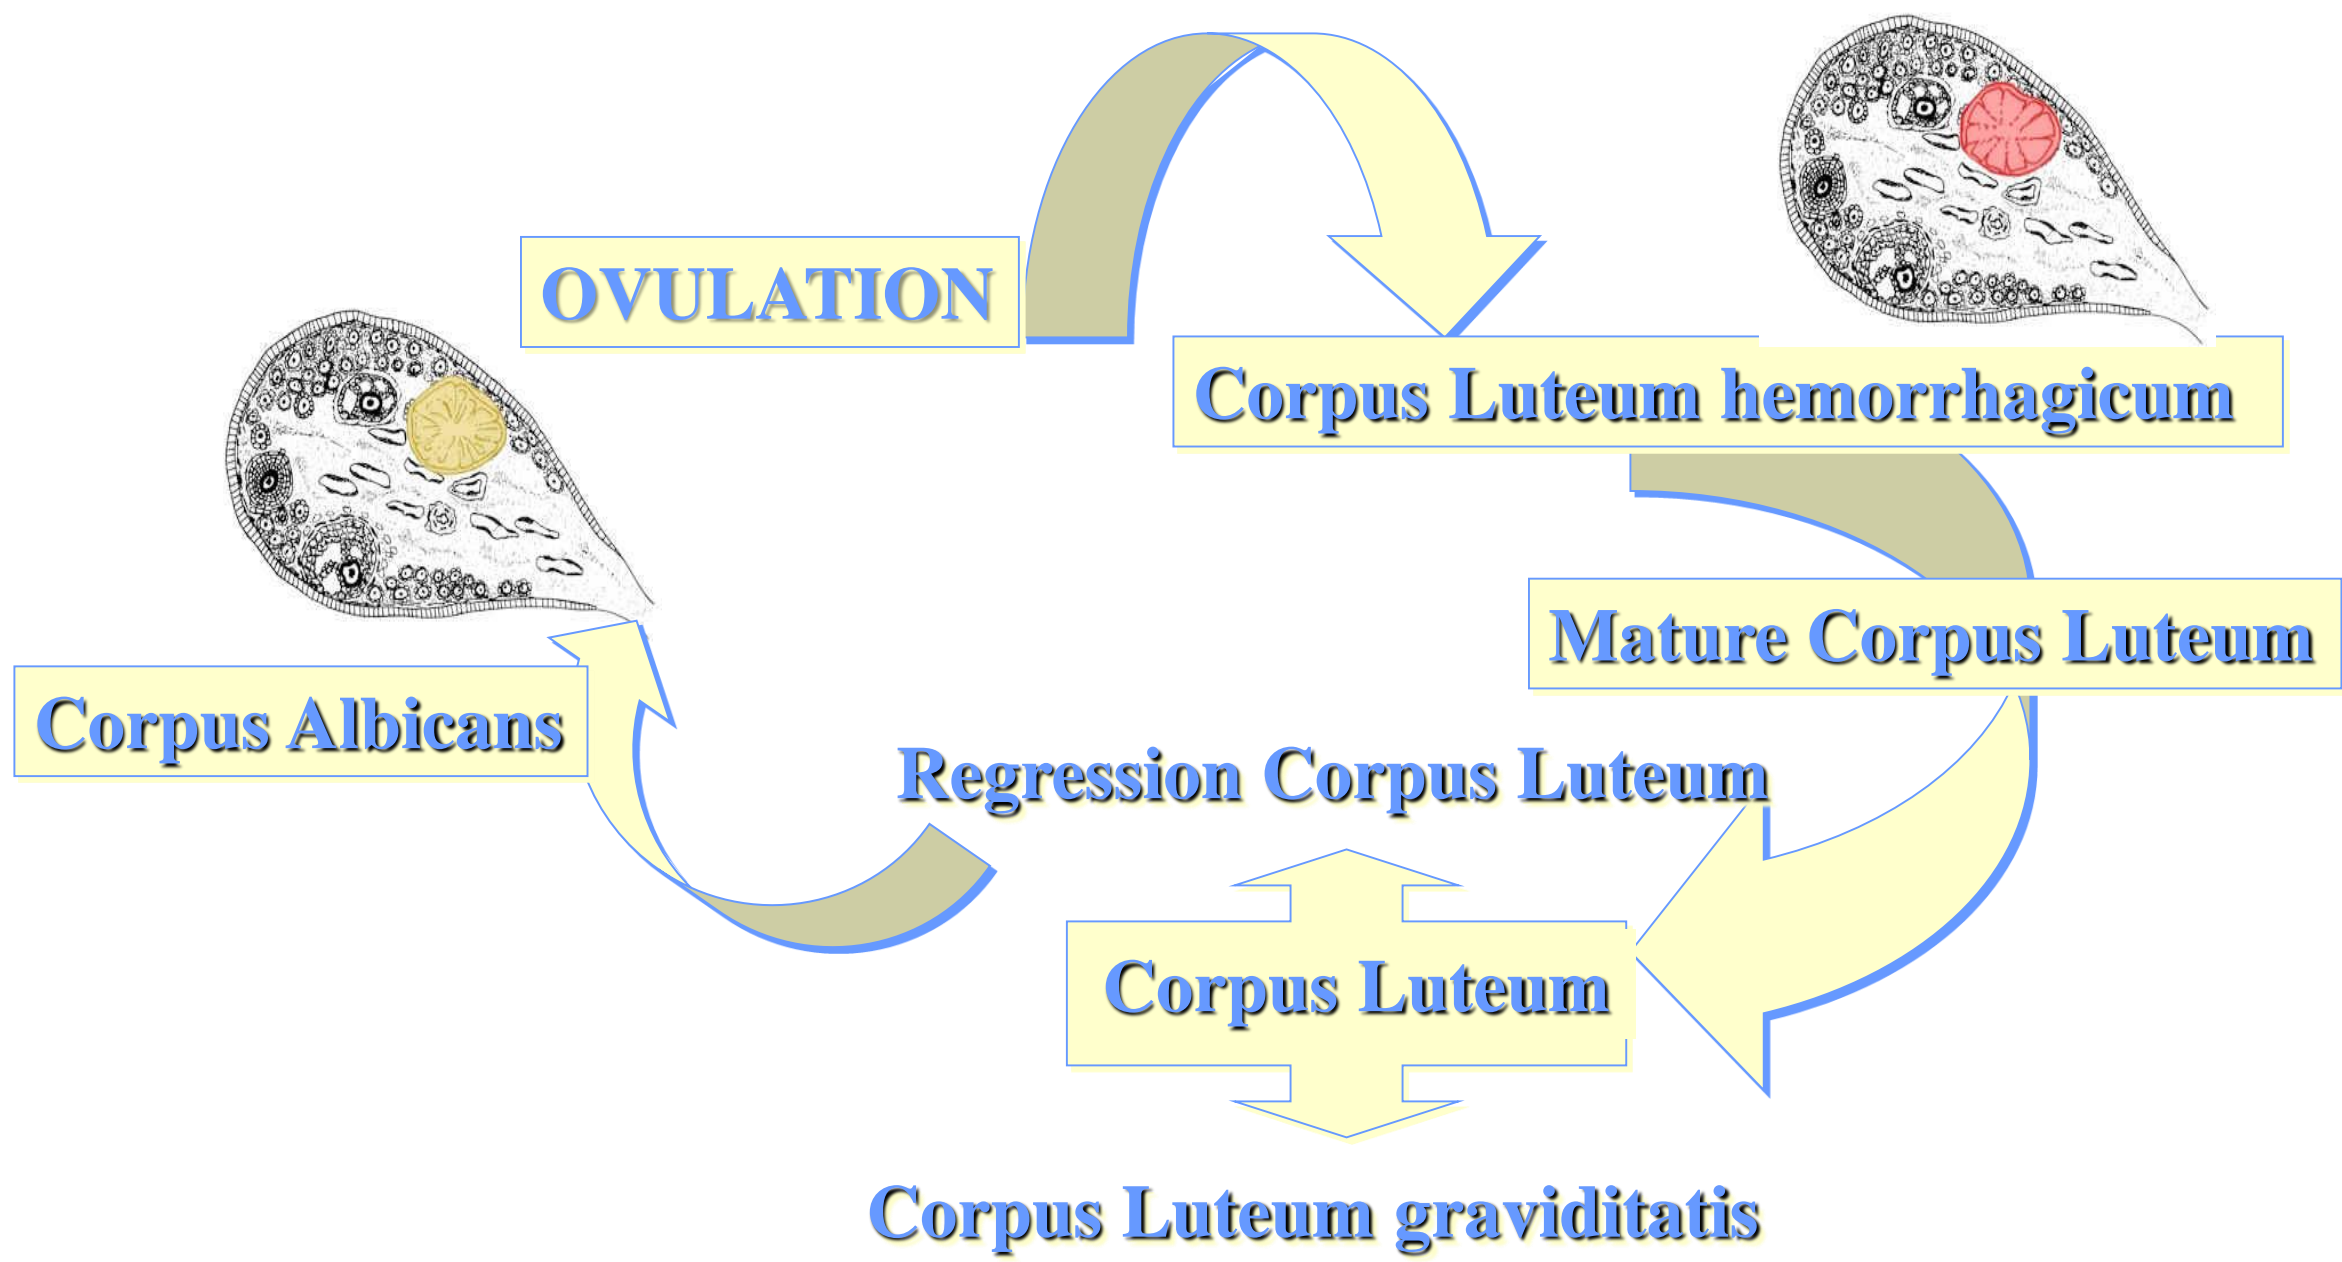 OVULATION
Corpus Luteum hemorrhagicum
Mature Corpus Luteum
Corpus Albicans
Regression Corpus Luteum
Corpus Luteum
Corpus Luteum graviditatis